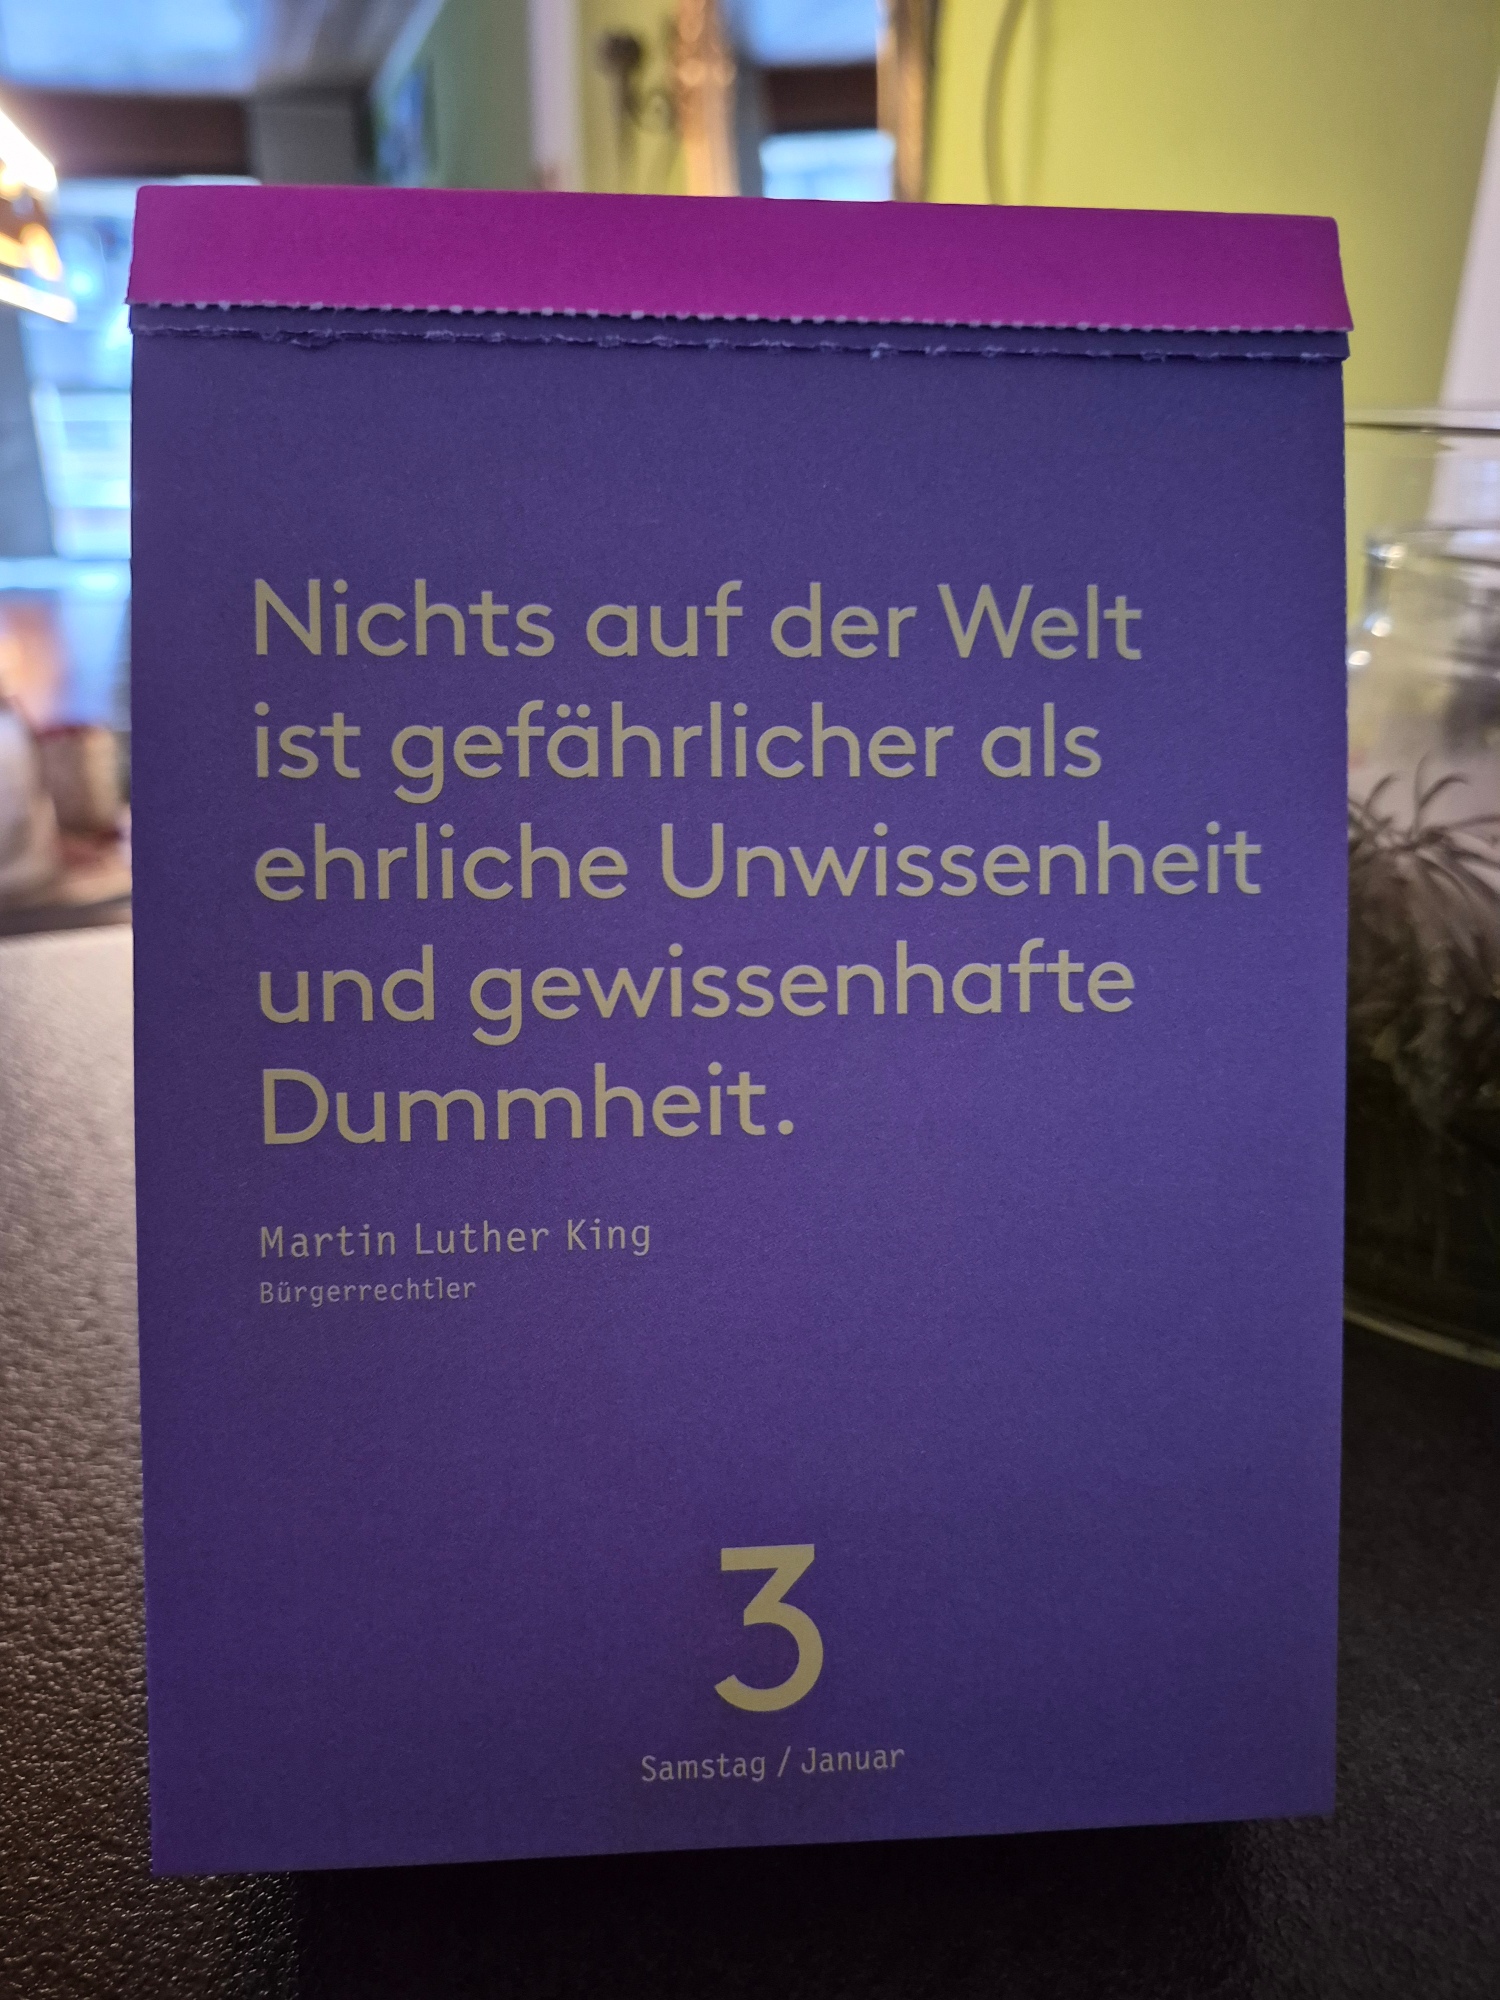 Nichts auf der Welt
ist gefährlicher als
ehrliche Unwissenheit
und gewissenhafte
Dummheit.
Martin Luther King
Bürgerrechtler
3
Samstag / Januar